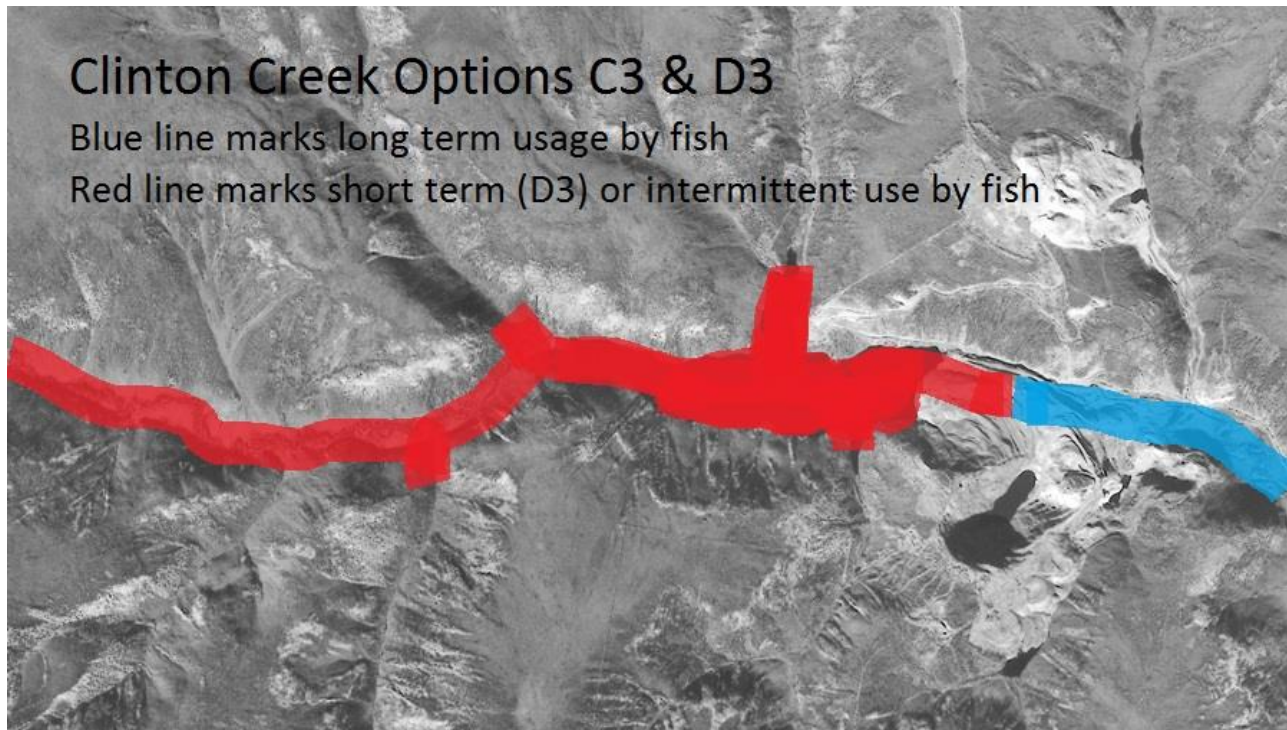 Clinton Creek Options C3 & D3
Blue line marks long term usage by fish
Red line marks short term (D3) or intermittent use by fish